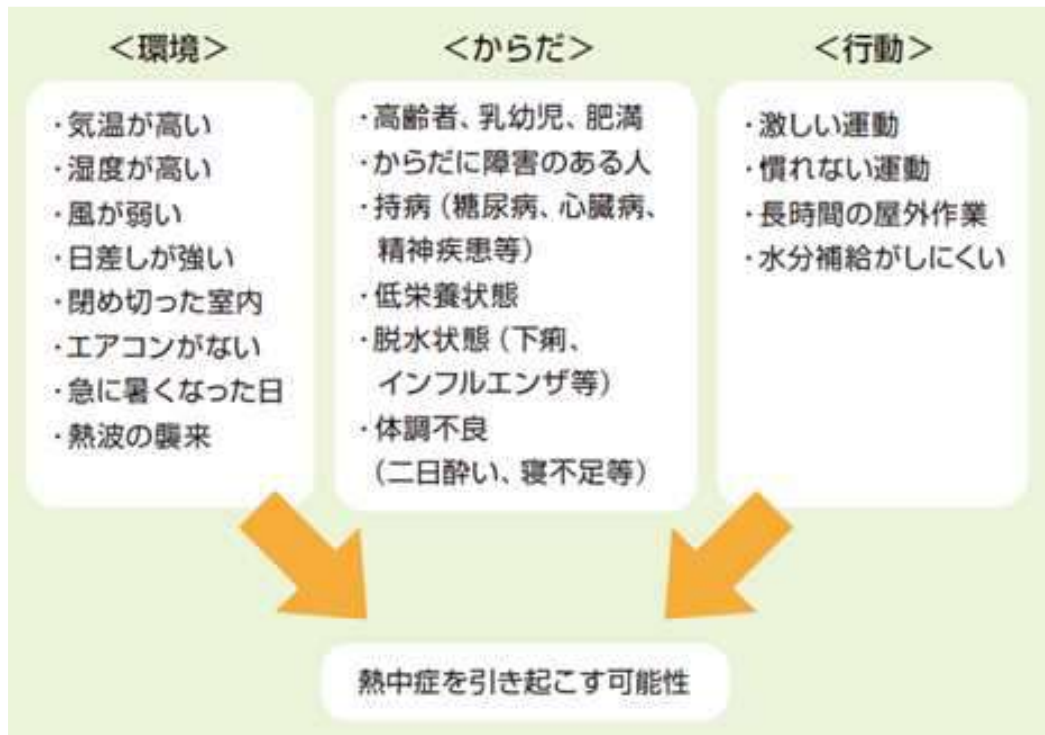 ＜環境＞
・気温が高い
・湿度が高い
・風が弱い
・日差しが強い
・閉め切った室内
・エアコンがない
・急に暑くなった日
・熱波の襲来
＜からだ＞
・高齢者、乳幼児、肥満
・からだに障害のある人
・持病（糖尿病、心臓病、
精神疾患等）
・低栄養状態
・脱水状態（下痢、
インフルエンザ等）
・体調不良
（二日酔い、寝不足等）
＜行動＞
・激しい運動
・慣れない運動
・長時間の屋外作業
・水分補給がしにくい
熱中症を引き起こす可能性